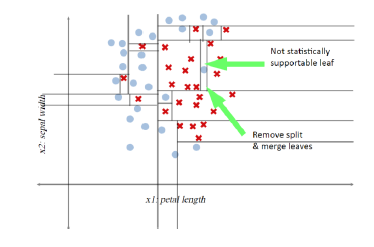 Not statistically
supportable leaf
Remove split
& merge leaves
x2: sepal width
x1: petal length